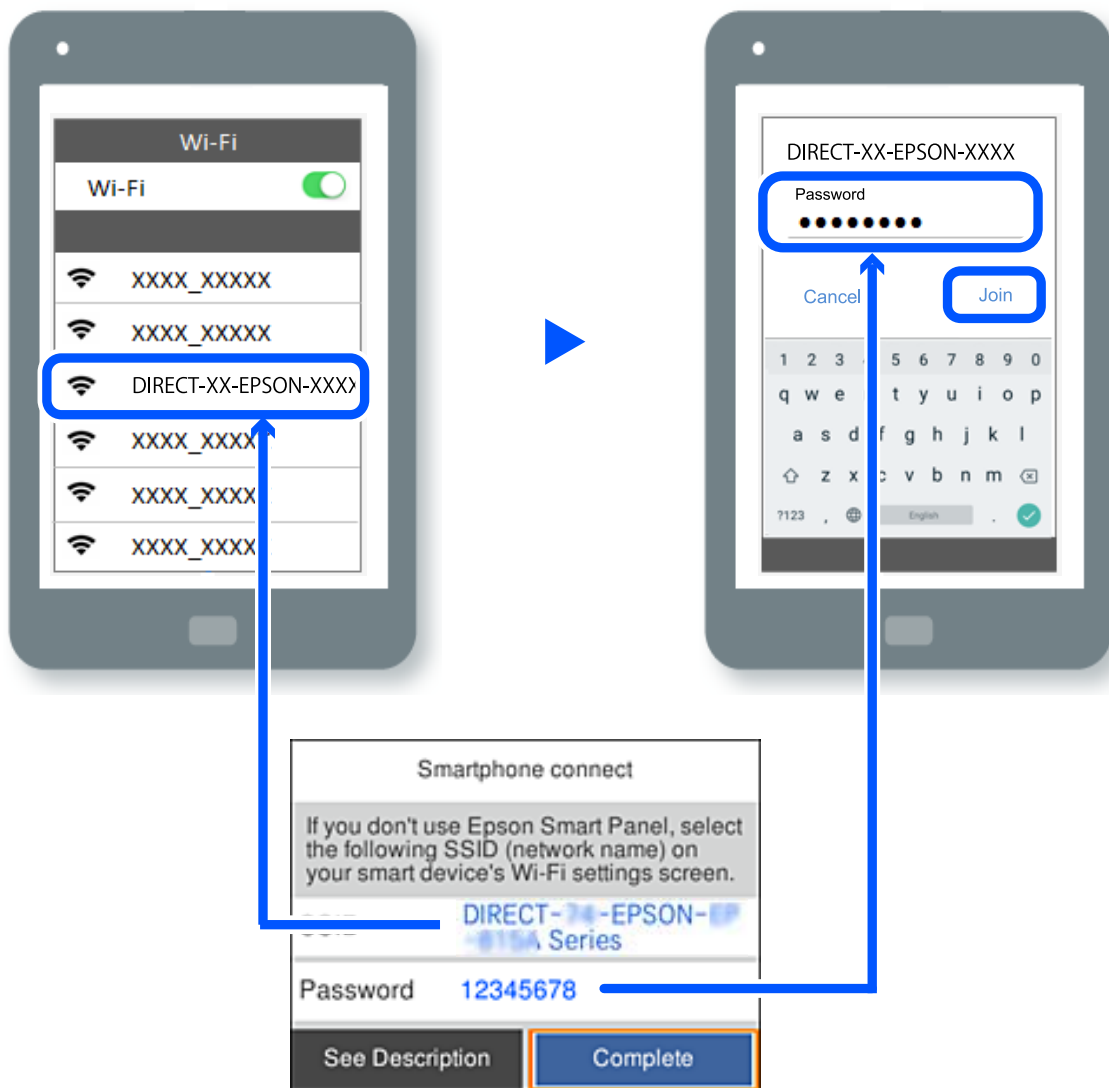 Wi-Fi
Wi-Fi
XXXX_XXXXX
XXXX_XXXXX
DIRECT-XX-EPSON-XXXX
XXXX_XXXX
XXXX_XXXX
XXXX_XXXX
DIRECT-XX-EPSON-XXXX
Password
••••••••
Cancel
Join
1 2 3 5 6 7 8 9 0
q w e t y u i o p
a s d f g h j k l
z x c v b n m
?123 , English .
Smartphone connect
If you don't use Epson Smart Panel, select
the following SSID (network name) on
your smart device's Wi-Fi settings screen.
DIRECT- -EPSON-
Series
Password 12345678
See Description
Complete